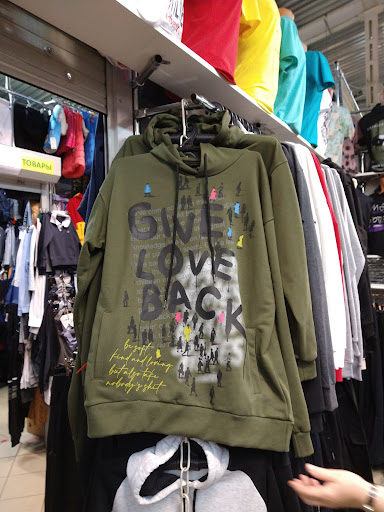 ТОВАРЫ
GIVE
LOVE
BACK
be soft
kind and loving
but also take
nobody's shit